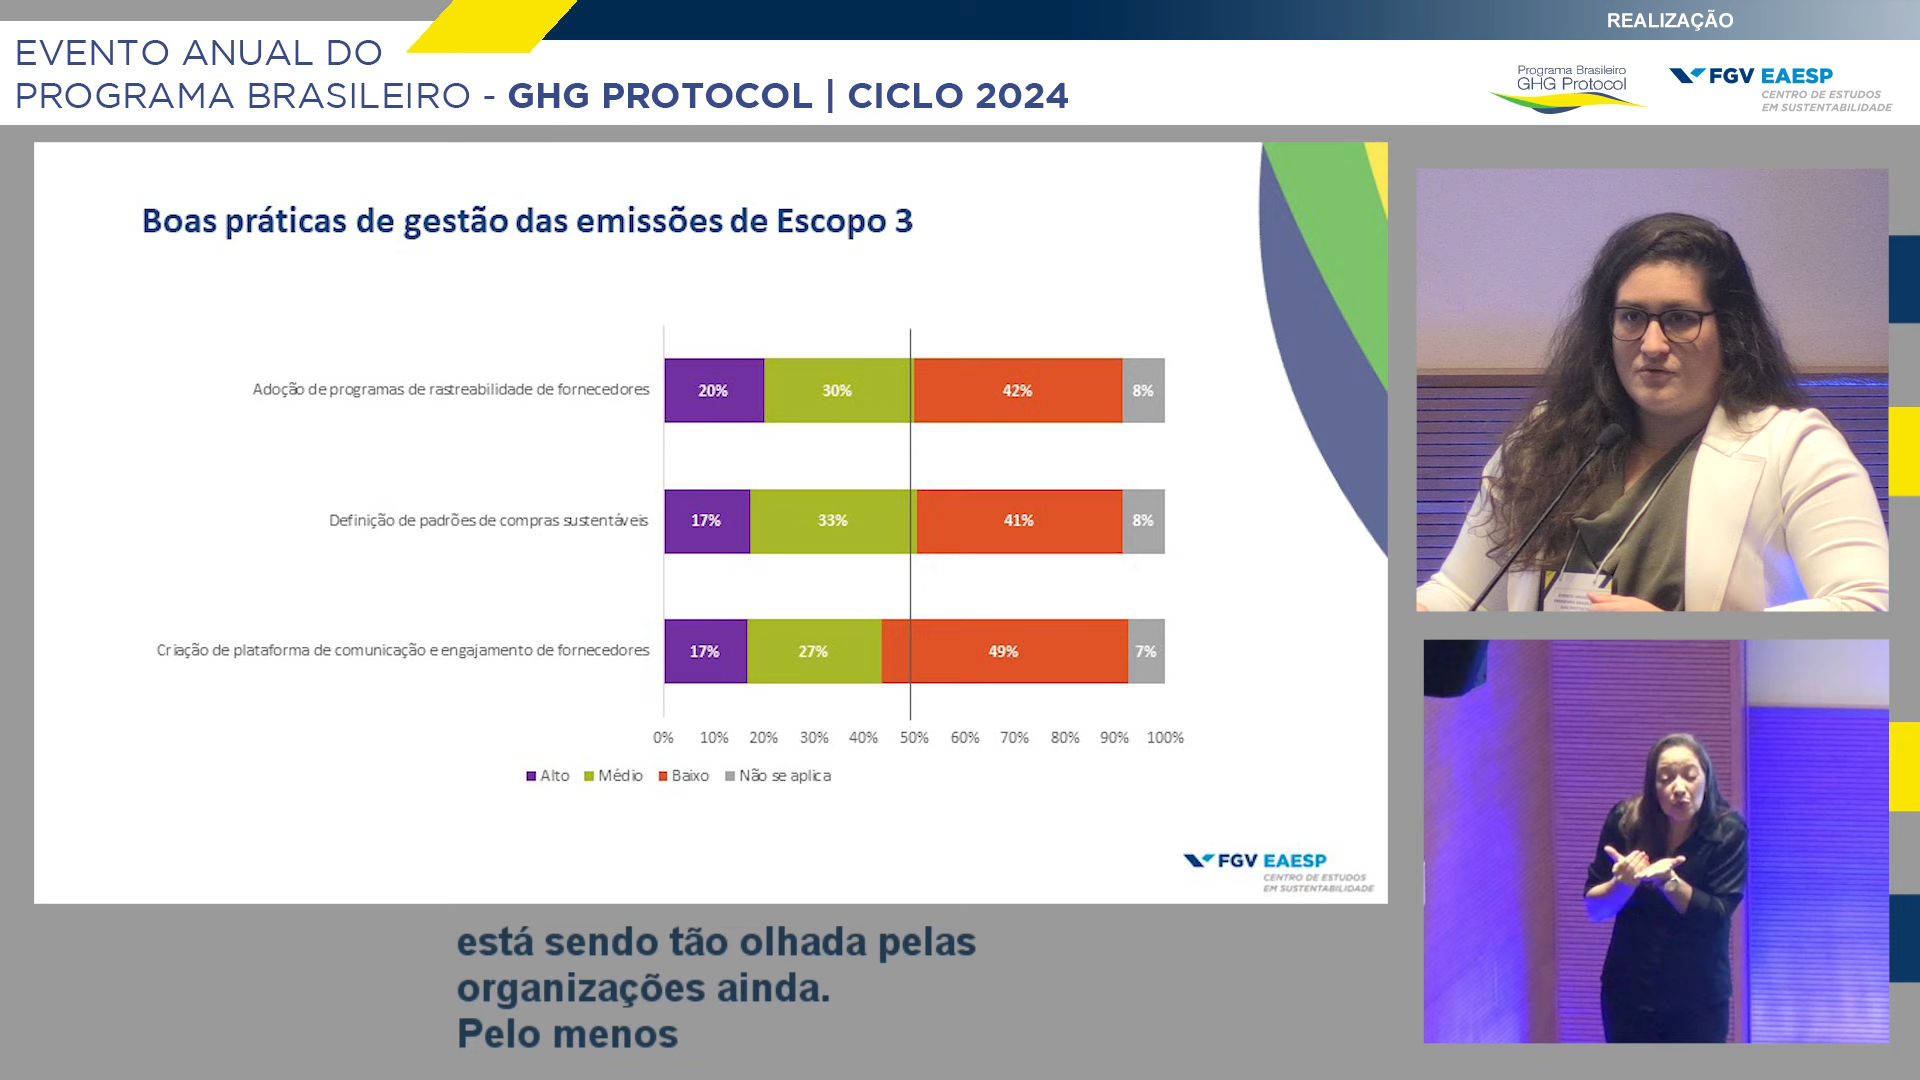 REALIZAÇÃO
EVENTO ANUAL DO
PROGRAMA BRASILEIRO - GHG PROTOCOL | CICLO 2024
Programa Brasileiro
GHG Protocol
FGV EAESP
CENTRO DE ESTUDOS
EM SUSTENTABILIDADE
Boas práticas de gestão das emissões de Escopo 3
Adoção de programas de rastreabilidade de fornecedores 20% 30% 42% 8%
Definição de padrões de compras sustentáveis 17% 33% 41% 8%
Criação de plataforma de comunicação e engajamento de fornecedores 17% 27% 49% 7%
0% 10% 20% 30% 40% 50% 60% 70% 80% 90% 100%
Alto Médio Baixo Não se aplica
FGV EAESP
CENTRO DE ESTUDOS
EM SUSTENTABILIDADE
está sendo tão olhada pelas
organizações ainda.
Pelo menos